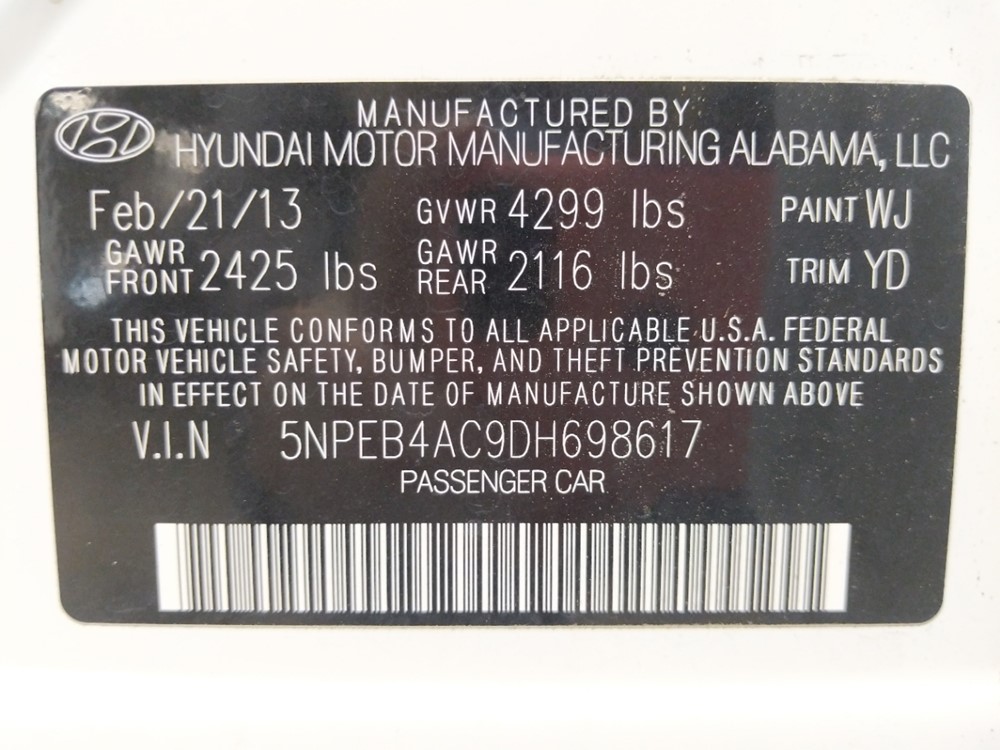 MANUFACTURED BY
HYUNDAI MOTOR MANUFACTURING ALABAMA, LLC
Feb/21/13 GVWR 4299 lbs PAINT WJ
GAWR FRONT 2425 lbs GAWR REAR 2116 lbs TRIM YD
THIS VEHICLE CONFORMS TO ALL APPLICABLE U.S.A. FEDERAL
MOTOR VEHICLE SAFETY, BUMPER, AND THEFT PREVENTION STANDARDS
IN EFFECT ON THE DATE OF MANUFACTURE SHOWN ABOVE
V.I.N 5NPEB4AC9DH698617
PASSENGER CAR